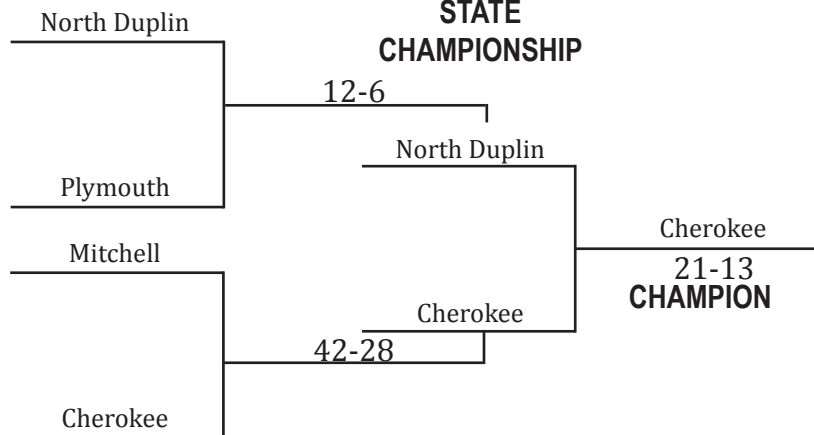 North Duplin
STATE
CHAMPIONSHIP
12-6
North Duplin
Plymouth
Cherokee
Mitchell
21-13
CHAMPION
Cherokee
42-28
Cherokee